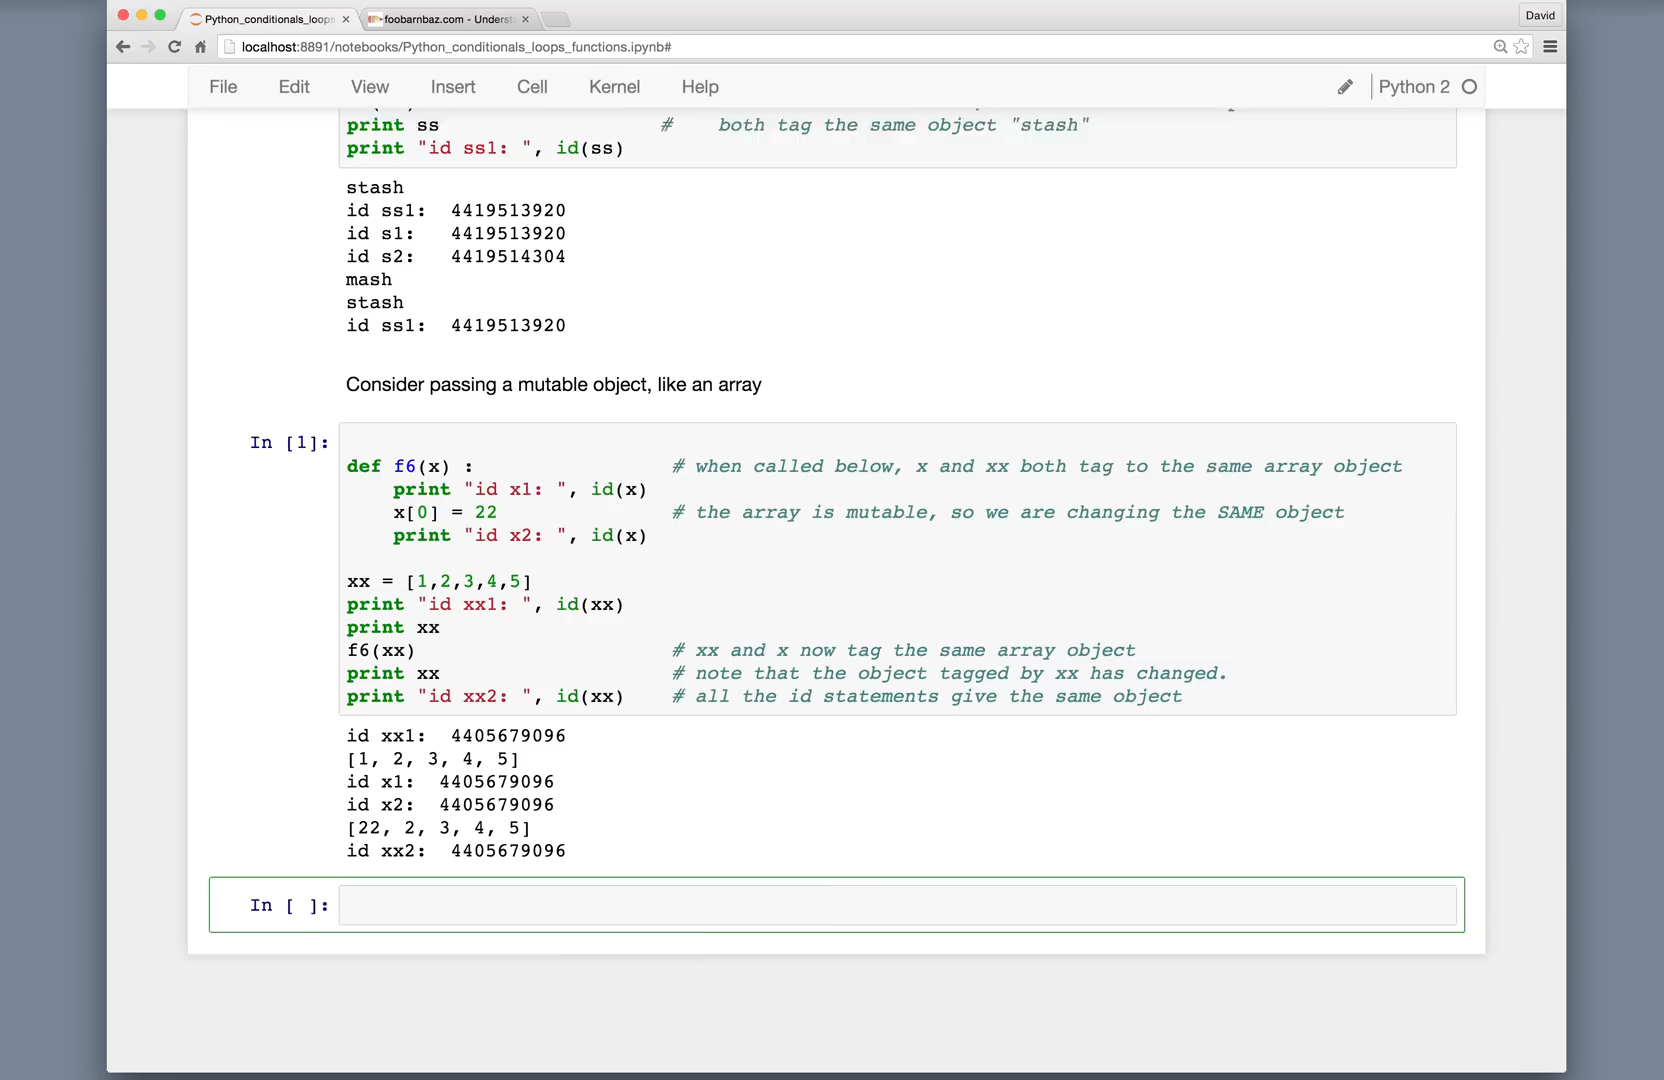 Python_conditionals_loops
foobarnbaz.com - Underst
David
localhost:8891/notebooks/Python_conditionals_loops_functions.ipynb#
File Edit View Insert Cell Kernel Help Python 2
print ss # both tag the same object "stash"
print "id ss1: ", id(ss)
stash
id ss1: 4419513920
id s1: 4419513920
id s2: 4419514304
mash
stash
id ss1: 4419513920
Consider passing a mutable object, like an array
In [1]:
def f6(x) : # when called below, x and xx both tag to the same array object
print "id x1: ", id(x)
x[0] = 22 # the array is mutable, so we are changing the SAME object
print "id x2: ", id(x)
xx = [1,2,3,4,5]
print "id xx1: ", id(xx)
print xx
f6(xx) # xx and x now tag the same array object
print xx # note that the object tagged by xx has changed.
print "id xx2: ", id(xx) # all the id statements give the same object
id xx1: 4405679096
[1, 2, 3, 4, 5]
id x1: 4405679096
id x2: 4405679096
[22, 2, 3, 4, 5]
id xx2: 4405679096
In [ ]: